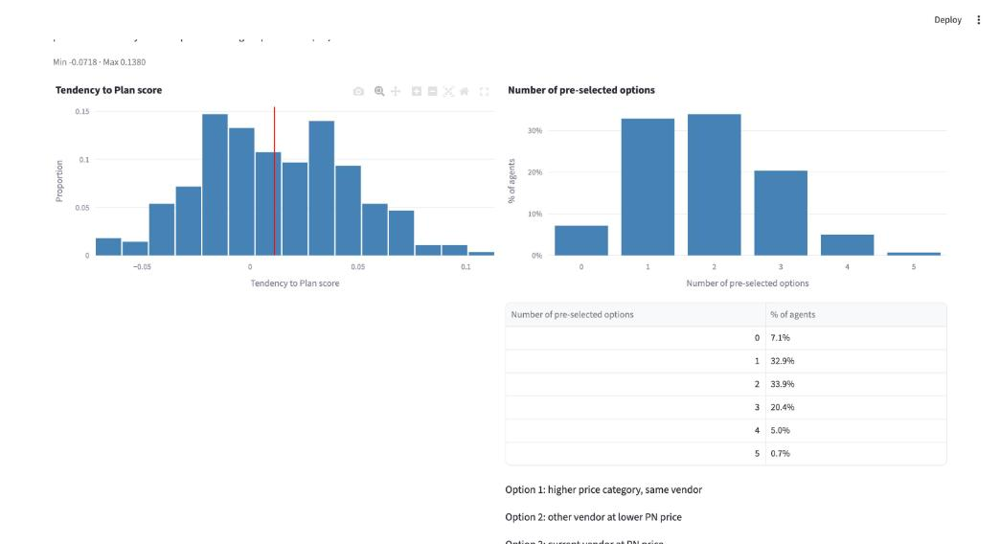 Deploy
Min -0.0718 · Max 0.1380
Tendency to Plan score
0.15
0.1
0.05
0
Proportion
−0.05
0
0.05
0.1
Tendency to Plan score
Number of pre-selected options
30%
20%
10%
0%
% of agents
0
1
2
3
4
5
Number of pre-selected options
Number of pre-selected options % of agents
0 7.1%
1 32.9%
2 33.9%
3 20.4%
4 5.0%
5 0.7%
Option 1: higher price category, same vendor
Option 2: other vendor at lower PN price
Option 3: current vendor at PN price